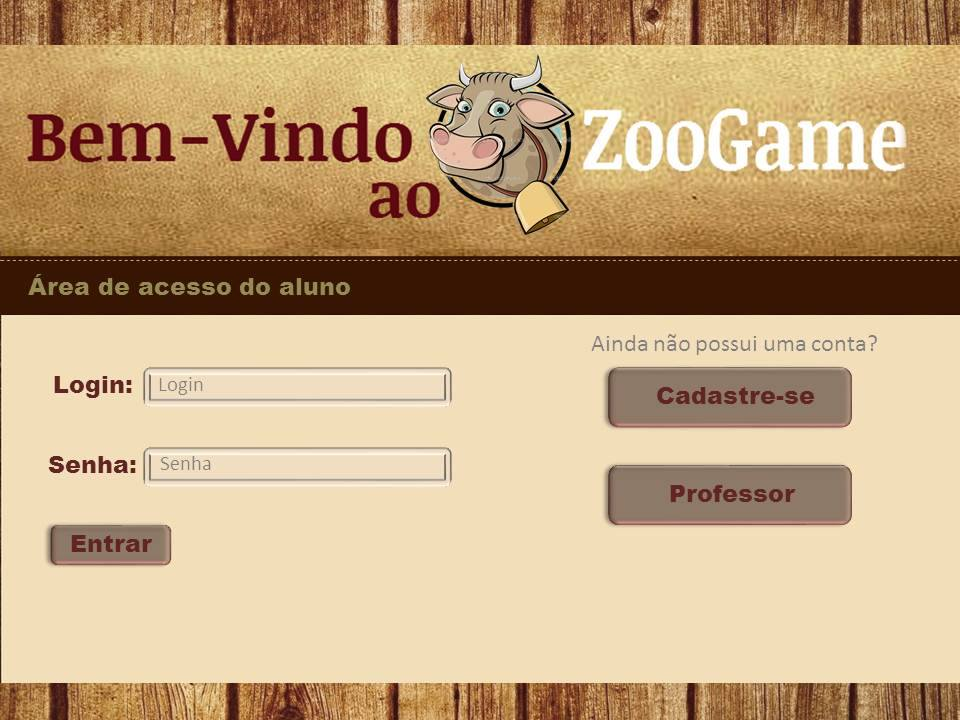 Bem-Vindo
ao
ZooGame
Área de acesso do aluno
Login: Login
Senha: Senha
Entrar
Ainda não possui uma conta?
Cadastre-se
Professor